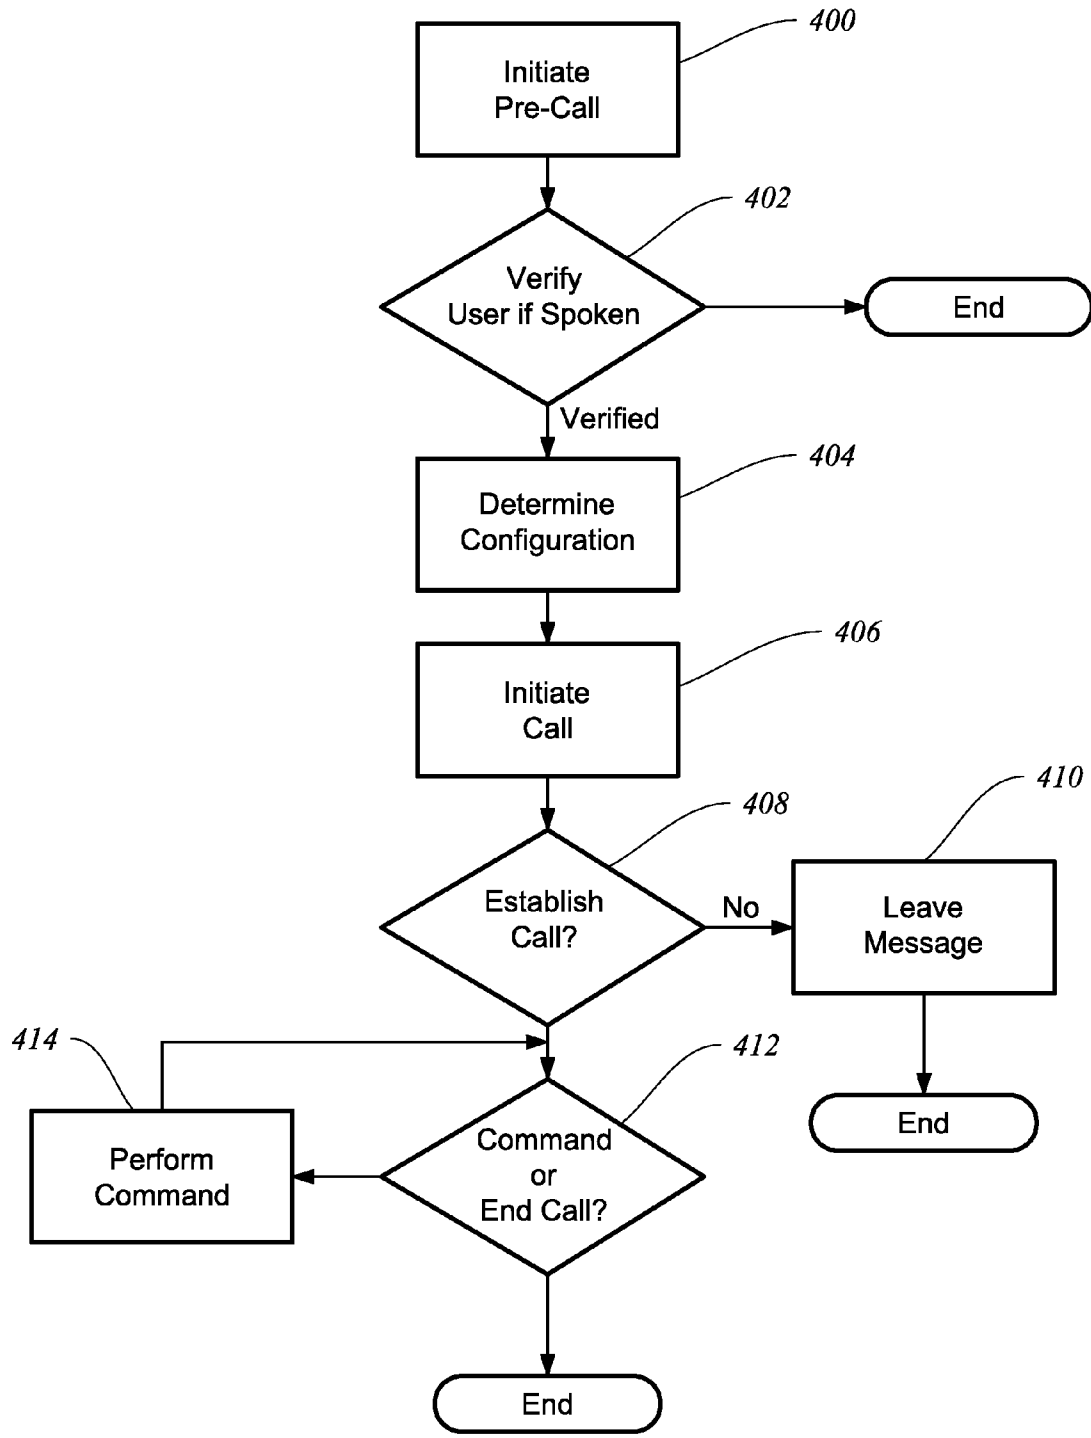 400
Initiate
Pre-Call
402
Verify
User if Spoken
End
Verified
404
Determine
Configuration
406
Initiate
Call
408
410
Establish
Call?
No
Leave
Message
414
412
Perform
Command
Command
or
End Call?
End
End